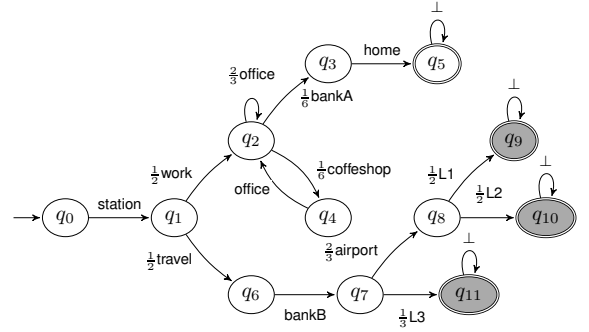 ⊥
home
q₃
q₅
⅔office
⅙bankA
⊥
q₂
q₉
½work
⅙coffeshop
½L1
⊥
office
½L2
station
q₀
q₁
q₄
q₈
q₁₀
½travel
⅔airport
⊥
q₆
q₇
q₁₁
bankB
⅓L3